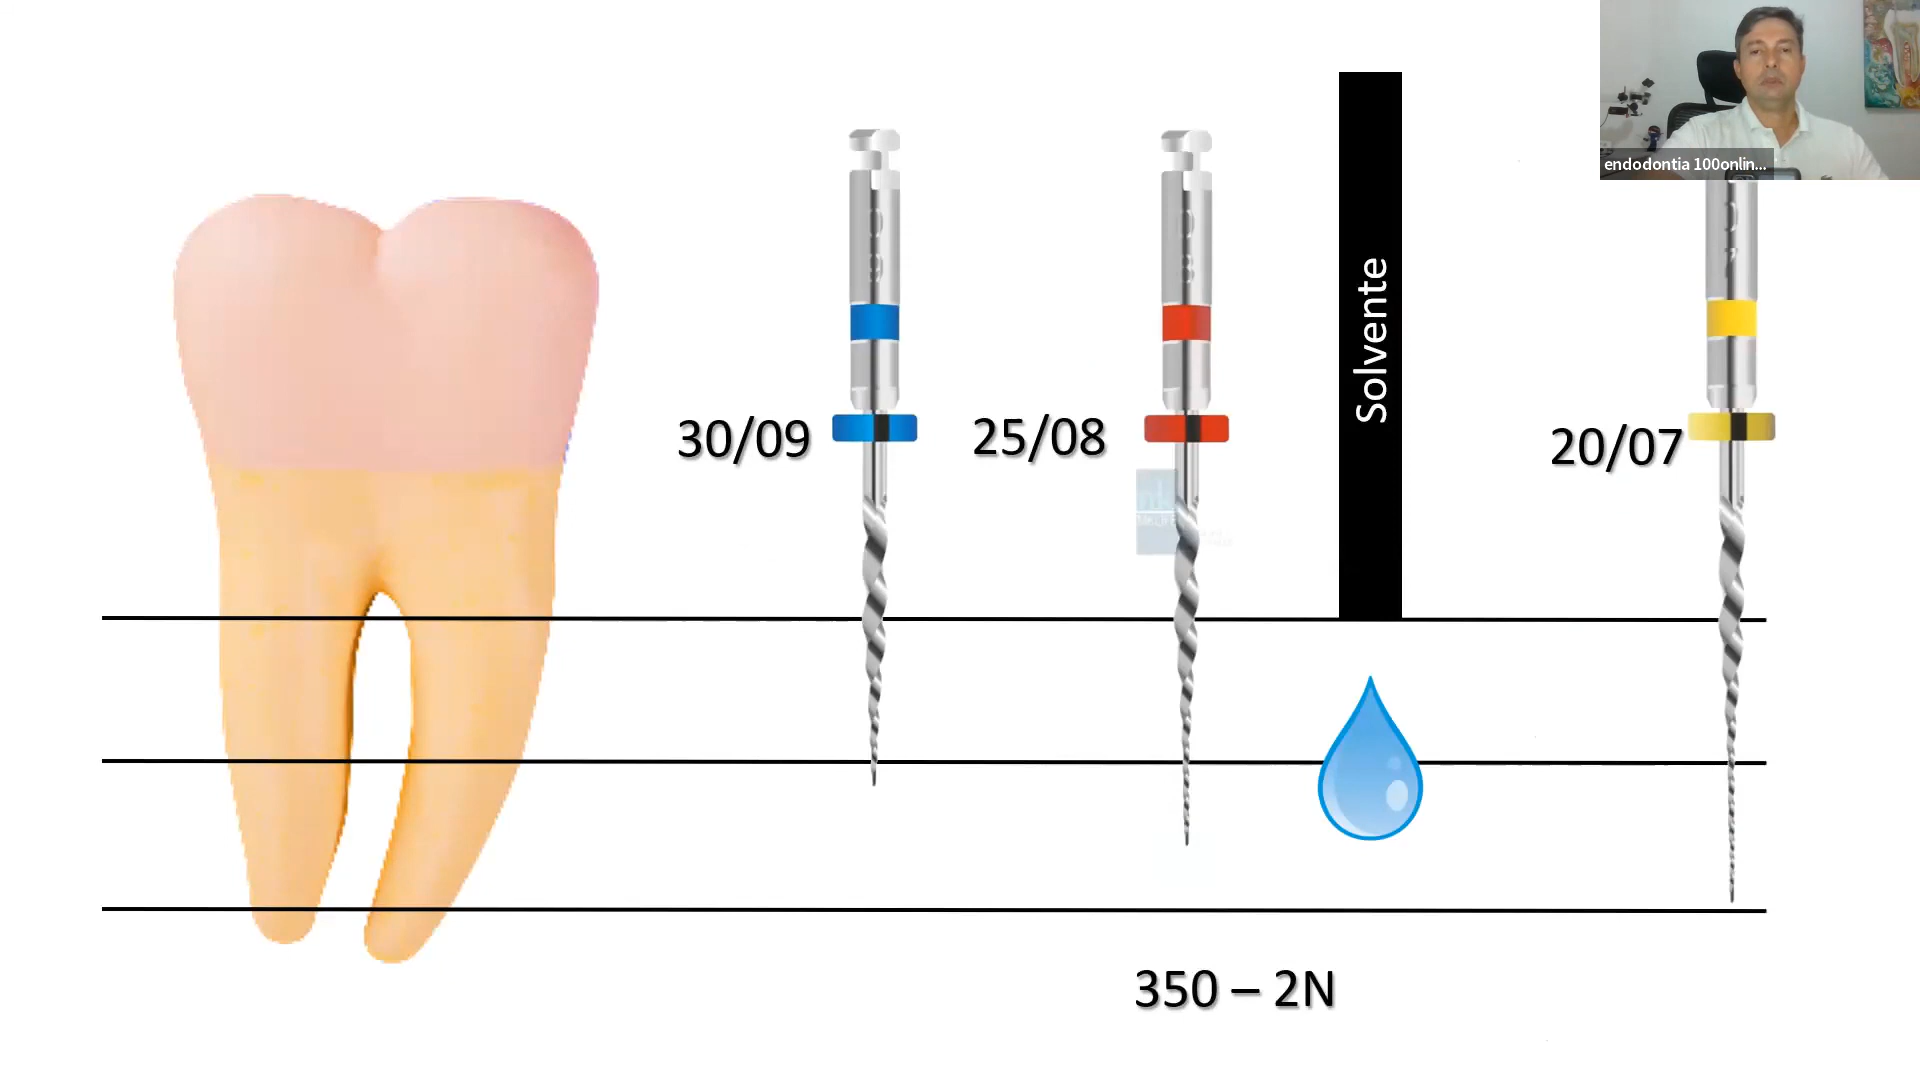 endodontia 100onlin...
Solvente
30/09
25/08
20/07
350 – 2N